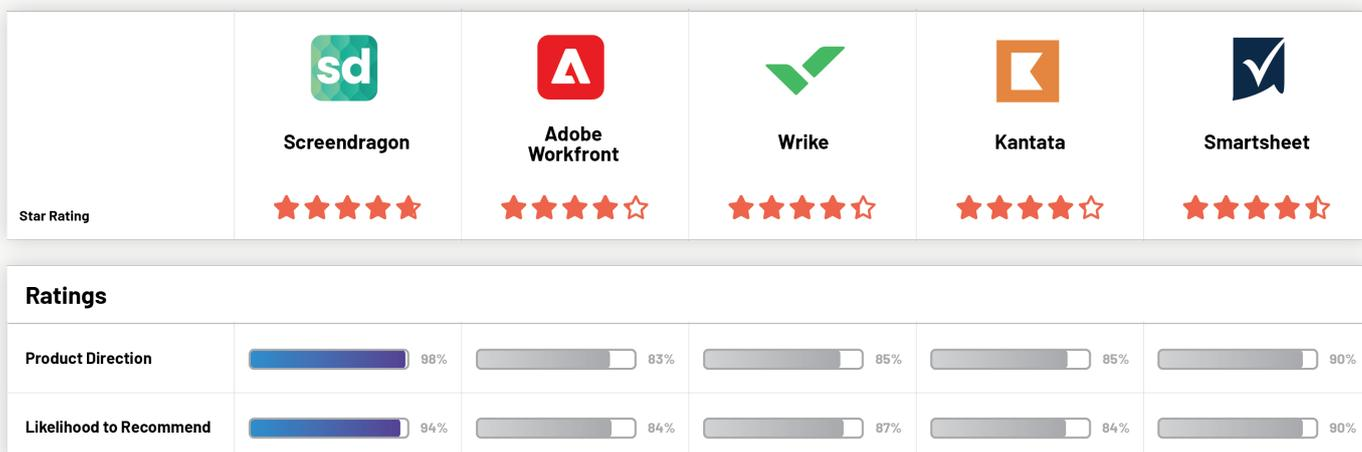 sd
Screendragon
Adobe
Workfront
Wrike
Kantata
Smartsheet
Star Rating
Ratings
Product Direction
98%
83%
85%
85%
90%
Likelihood to Recommend
94%
84%
87%
84%
90%